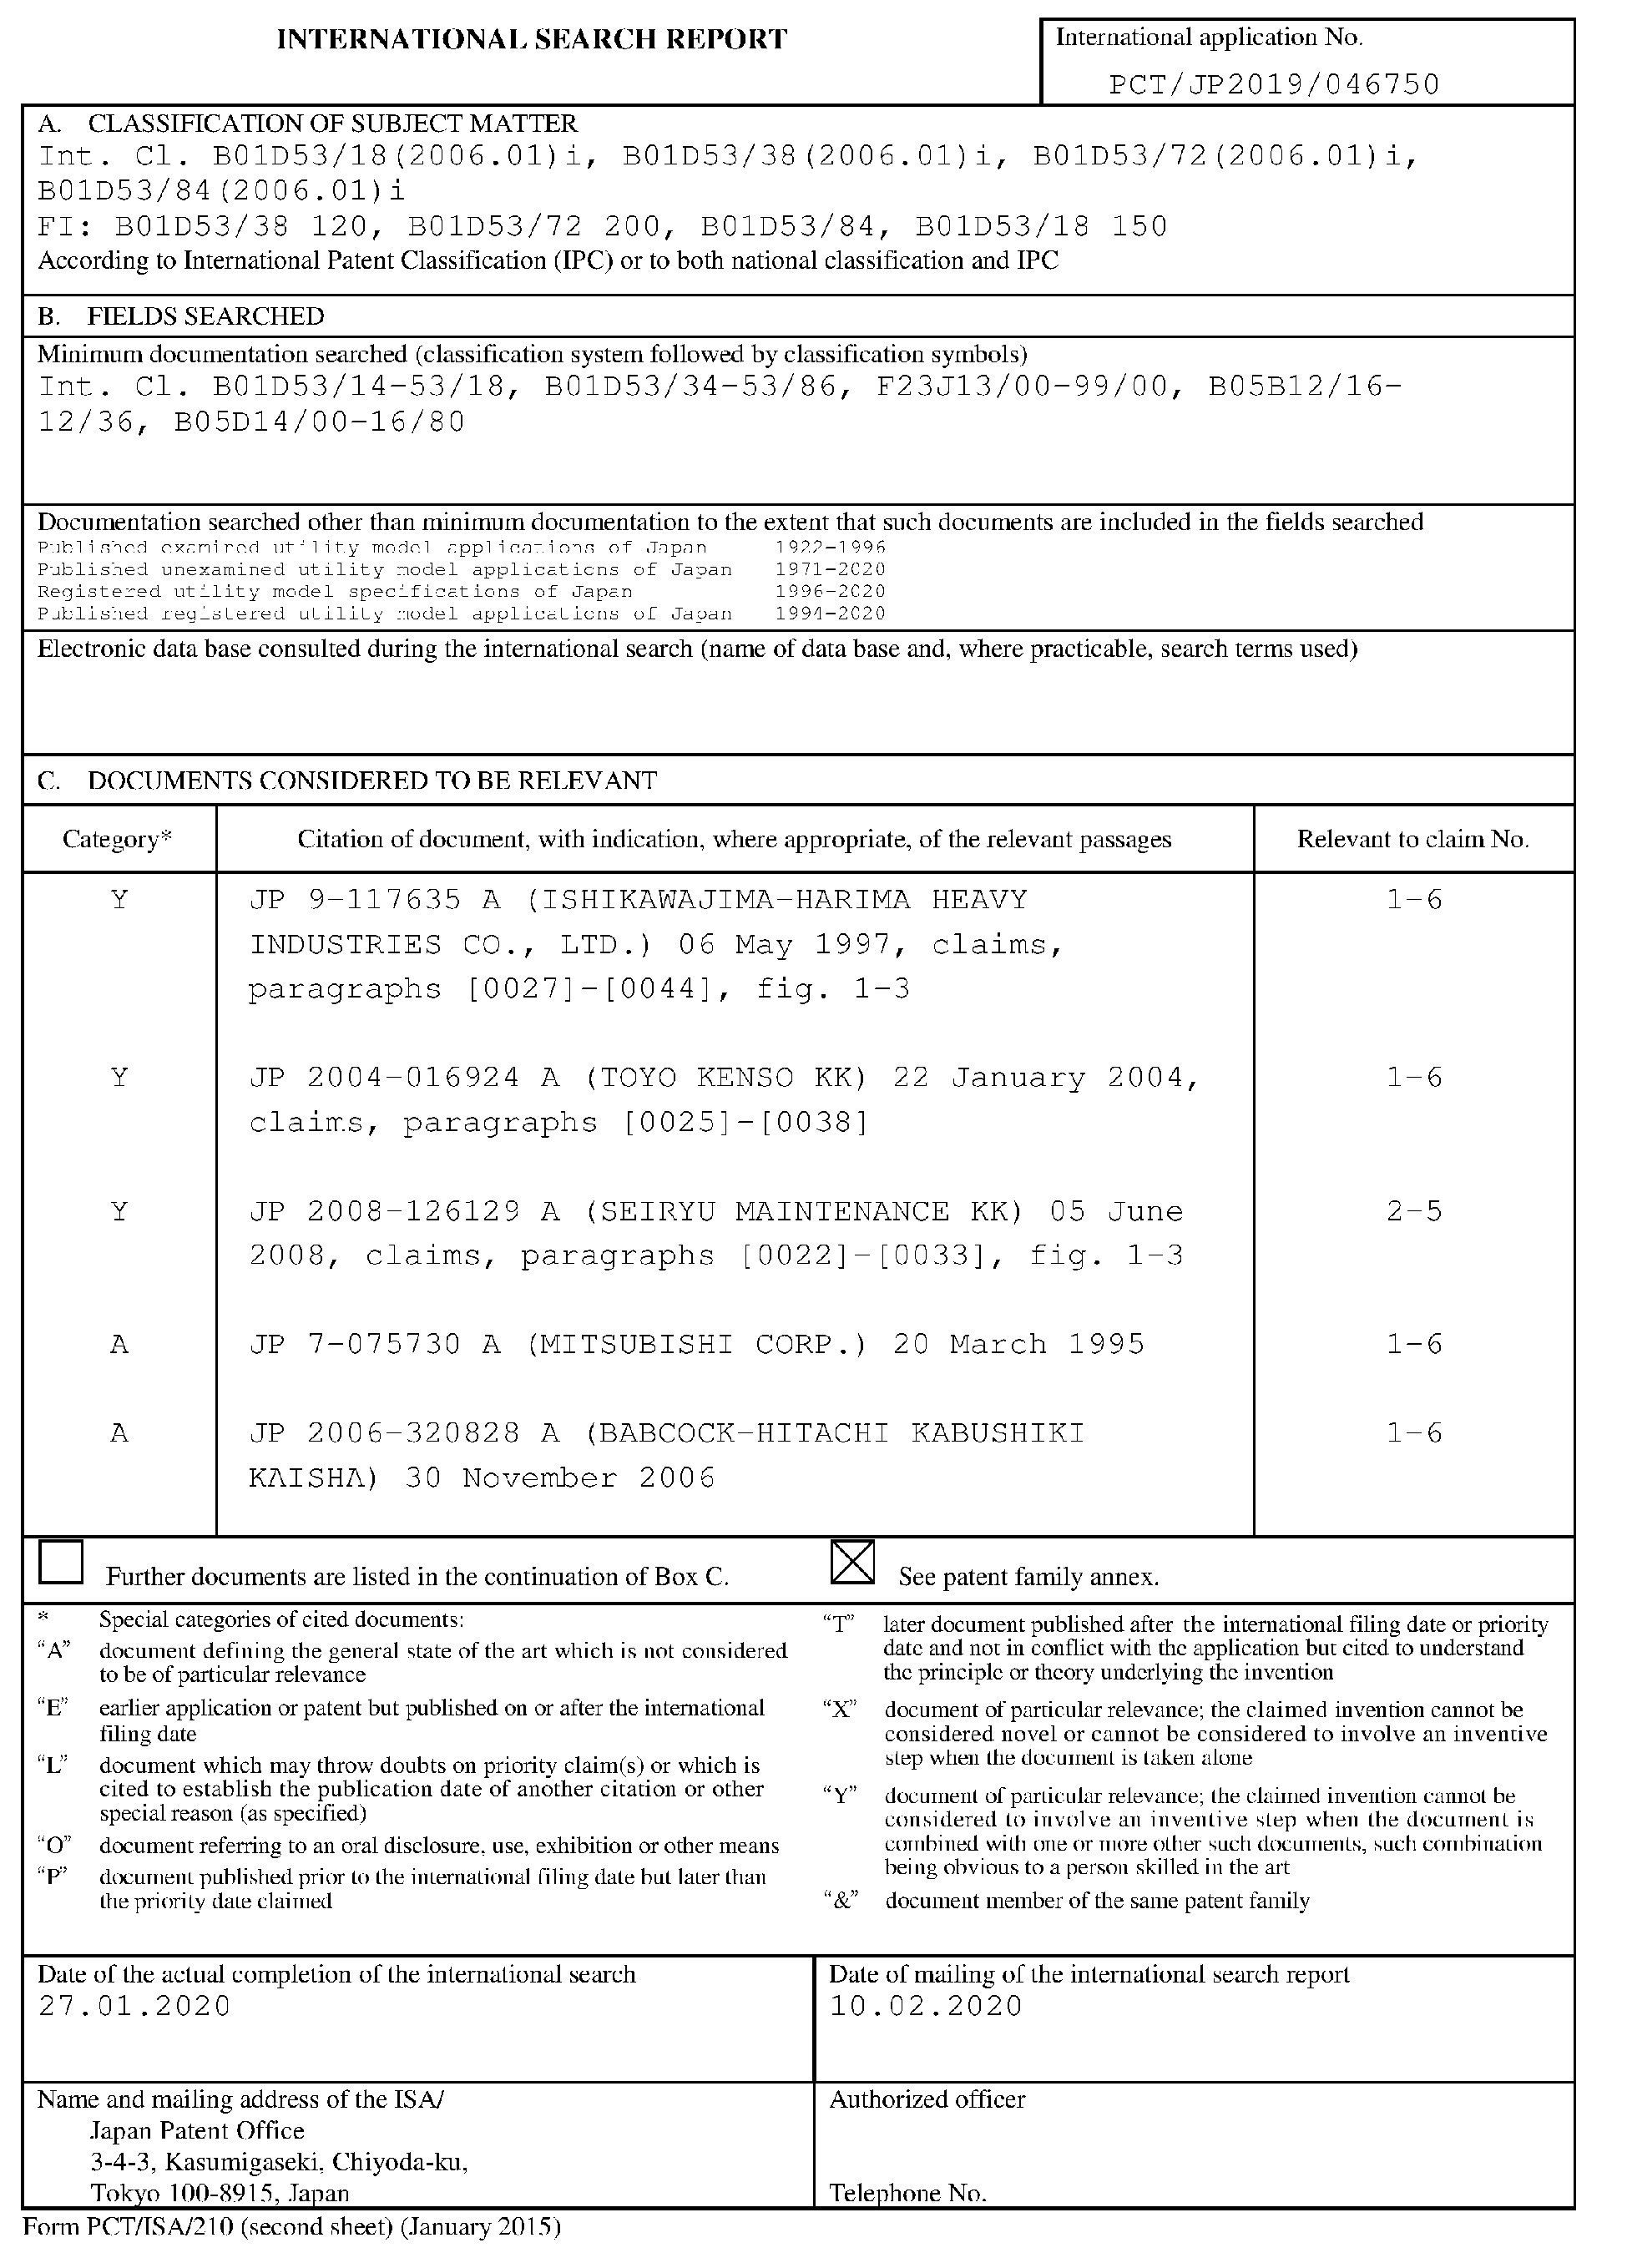 INTERNATIONAL SEARCH REPORT
International application No.
PCT/JP2019/046750
A. CLASSIFICATION OF SUBJECT MATTER
Int. Cl. B01D53/18(2006.01)i, B01D53/38(2006.01)i, B01D53/72(2006.01)i,
B01D53/84(2006.01)i
FI: B01D53/38 120, B01D53/72 200, B01D53/84, B01D53/18 150
According to International Patent Classification (IPC) or to both national classification and IPC
B. FIELDS SEARCHED
Minimum documentation searched (classification system followed by classification symbols)
Int. Cl. B01D53/14-53/18, B01D53/34-53/86, F23J13/00-99/00, B05B12/16-
12/36, B05D14/00-16/80
Documentation searched other than minimum documentation to the extent that such documents are included in the fields searched
Published examined utility model applications of Japan 1922-1996
Published unexamined utility model applications of Japan 1971-2020
Registered utility model specifications of Japan 1996-2020
Published registered utility model applications of Japan 1994-2020
Electronic data base consulted during the international search (name of data base and, where practicable, search terms used)
C. DOCUMENTS CONSIDERED TO BE RELEVANT
Category* Citation of document, with indication, where appropriate, of the relevant passages Relevant to claim No.
Y JP 9-117635 A (ISHIKAWAJIMA-HARIMA HEAVY 1-6
INDUSTRIES CO., LTD.) 06 May 1997, claims,
paragraphs [0027]-[0044], fig. 1-3
Y JP 2004-016924 A (TOYO KENSO KK) 22 January 2004, 1-6
claims, paragraphs [0025]-[0038]
Y JP 2008-126129 A (SEIRYU MAINTENANCE KK) 05 June 2-5
2008, claims, paragraphs [0022]-[0033], fig. 1-3
A JP 7-075730 A (MITSUBISHI CORP.) 20 March 1995 1-6
A JP 2006-320828 A (BABCOCK-HITACHI KABUSHIKI 1-6
KAISHA) 30 November 2006
Further documents are listed in the continuation of Box C.
See patent family annex.
* Special categories of cited documents:
"A" document defining the general state of the art which is not considered
to be of particular relevance
"E" earlier application or patent but published on or after the international
filing date
"L" document which may throw doubts on priority claim(s) or which is
cited to establish the publication date of another citation or other
special reason (as specified)
"O" document referring to an oral disclosure, use, exhibition or other means
"P" document published prior to the international filing date but later than
the priority date claimed
"T" later document published after the international filing date or priority
date and not in conflict with the application but cited to understand
the principle or theory underlying the invention
"X" document of particular relevance; the claimed invention cannot be
considered novel or cannot be considered to involve an inventive
step when the document is taken alone
"Y" document of particular relevance; the claimed invention cannot be
considered to involve an inventive step when the document is
combined with one or more other such documents, such combination
being obvious to a person skilled in the art
"&" document member of the same patent family
Date of the actual completion of the international search
27.01.2020
Date of mailing of the international search report
10.02.2020
Name and mailing address of the ISA/
Japan Patent Office
3-4-3, Kasumigaseki, Chiyoda-ku,
Tokyo 100-8915, Japan
Authorized officer
Telephone No.
Form PCT/ISA/210 (second sheet) (January 2015)